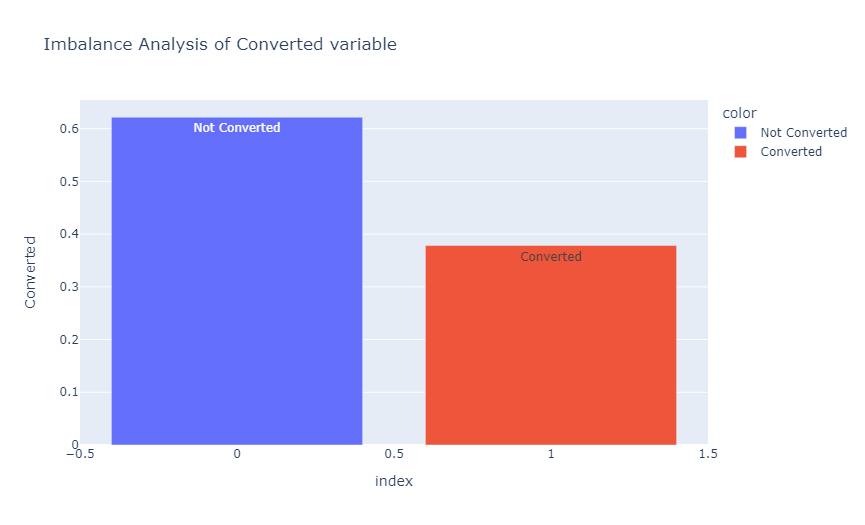 Imbalance Analysis of Converted variable
color
Not Converted
Converted
Not Converted
Converted
Converted
0.6
0.5
0.4
0.3
0.2
0.1
0
−0.5
0
0.5
1
1.5
index